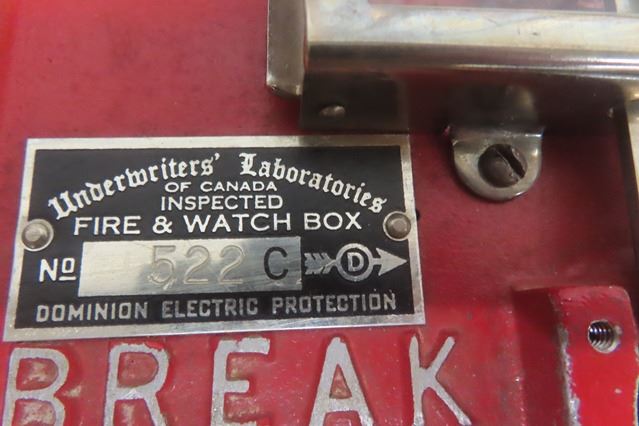 Underwriters' Laboratories
OF CANADA
INSPECTED
FIRE & WATCH BOX
No 522 C D
DOMINION ELECTRIC PROTECTION
BREAK